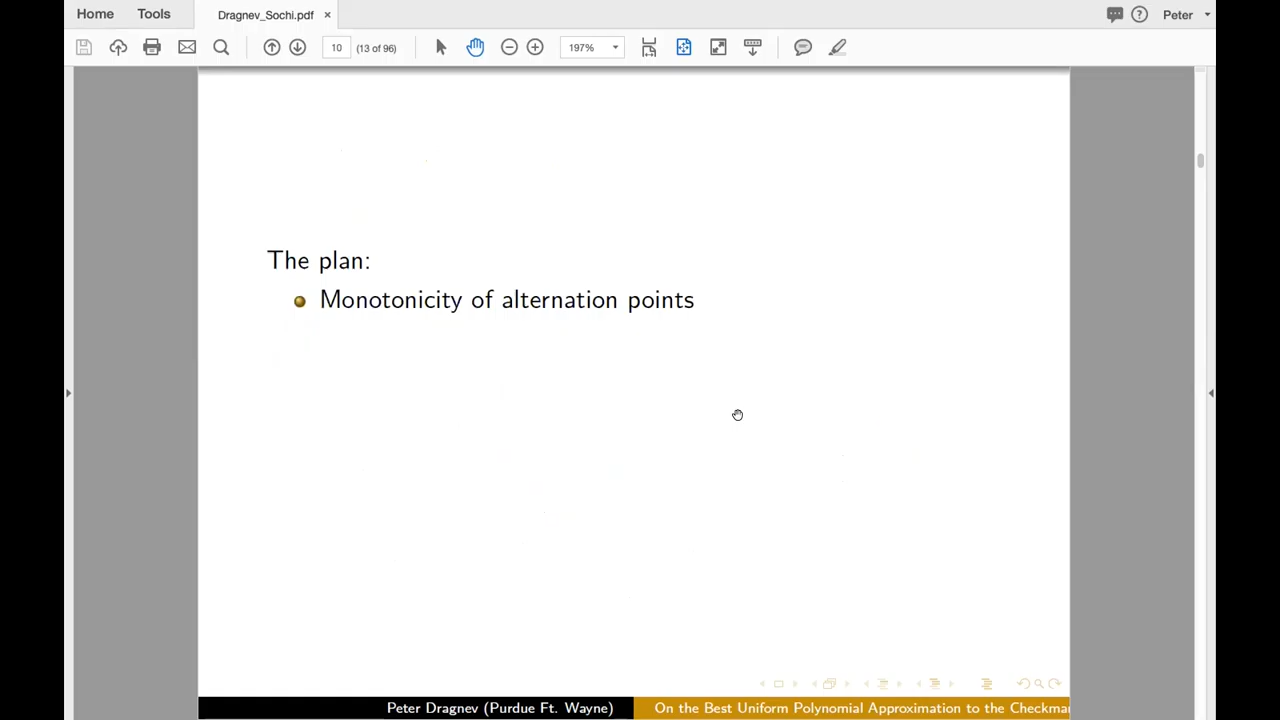 Home Tools Dragnev_Sochi.pdf × Peter
10 (13 of 96) 197%
The plan:
Monotonicity of alternation points
Peter Dragnev (Purdue Ft. Wayne) On the Best Uniform Polynomial Approximation to the Checkmar